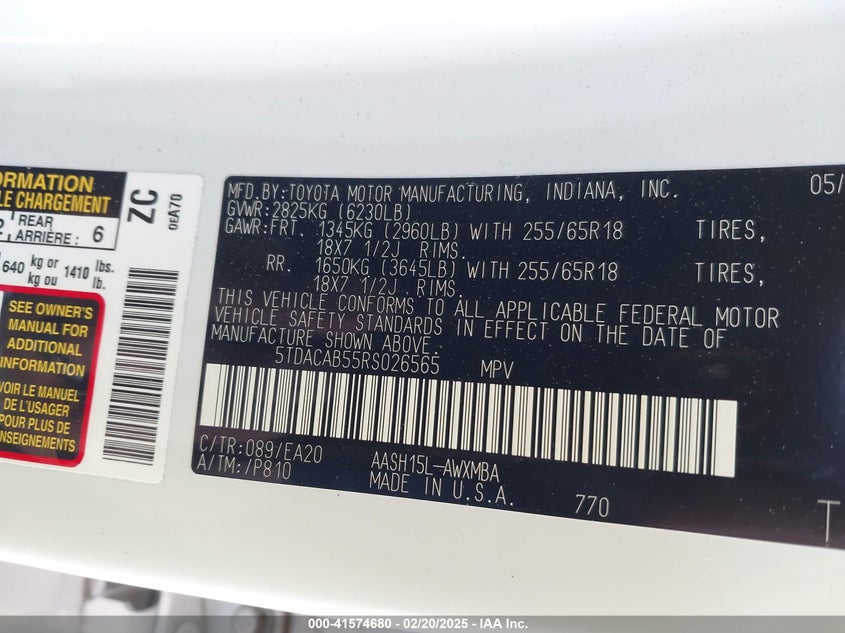 ORMATION
LE CHARGEMENT
2 REAR
ARRIÈRE : 6
640 kg or 1410 lbs.
kg ou lb.
ZC
0EA70
SEE OWNER'S
MANUAL FOR
ADDITIONAL
INFORMATION
VOIR LE MANUEL
DE L'USAGER
POUR PLUS DE
NSEIGNEMENTS
MFD.BY:TOYOTA MOTOR MANUFACTURING, INDIANA, INC. 05/
GVWR:2825KG (6230LB)
GAWR:FRT. 1345KG (2960LB) WITH 255/65R18 TIRES,
18X7 1/2J RIMS.
RR. 1650KG (3645LB) WITH 255/65R18 TIRES,
18X7 1/2J RIMS.
THIS VEHICLE CONFORMS TO ALL APPLICABLE FEDERAL MOTOR
VEHICLE SAFETY STANDARDS IN EFFECT ON THE DATE OF
MANUFACTURE SHOWN ABOVE.
5TDACAB55RS026565 MPV
C/TR:089/EA20 AASH15L-AWXMBA
A/TM:/P810 MADE IN U.S.A. 770
T
000-41574680 - 02/20/2025 - IAA Inc.